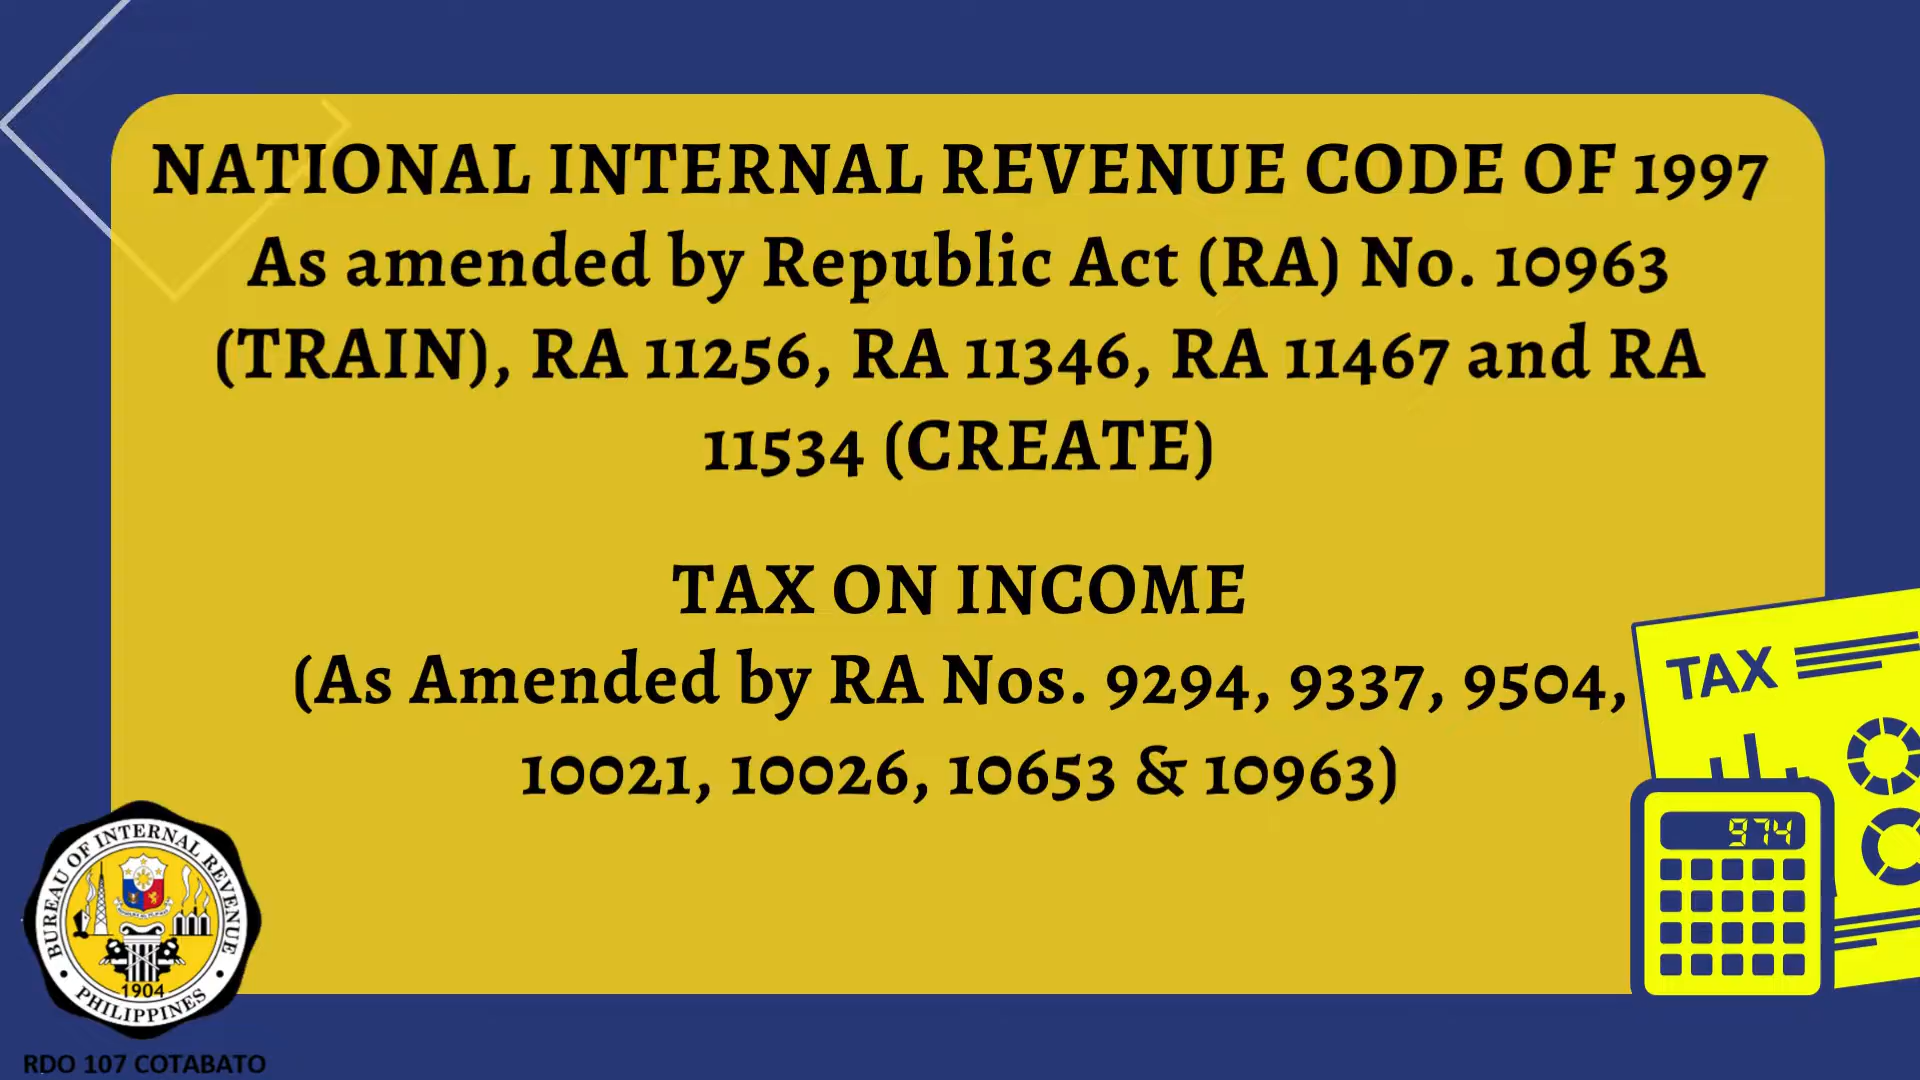 NATIONAL INTERNAL REVENUE CODE OF 1997
As amended by Republic Act (RA) No. 10963
(TRAIN), RA 11256, RA 11346, RA 11467 and RA
11534 (CREATE)
TAX ON INCOME
(As Amended by RA Nos. 9294, 9337, 9504,
10021, 10026, 10653 & 10963)
TAX
974
BUREAU OF INTERNAL REVENUE
1904
PHILIPPINES
RDO 107 COTABATO